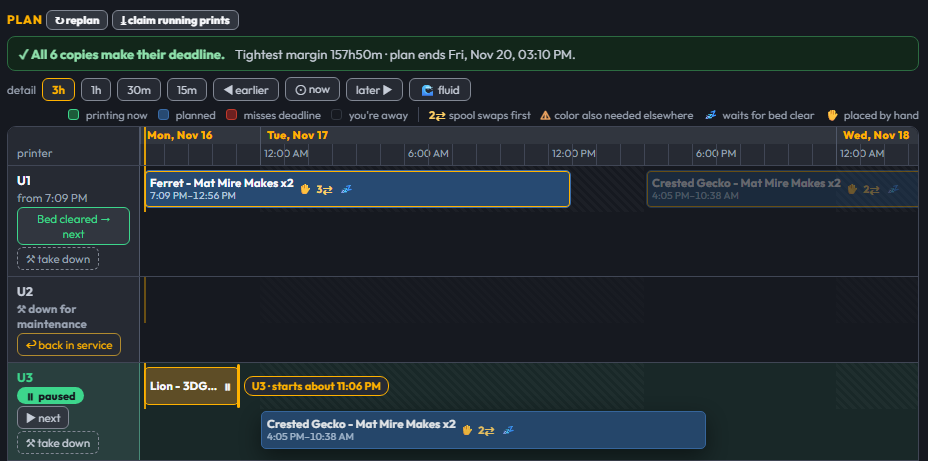 PLAN ↻ replan ⤓ claim running prints
✓ All 6 copies make their deadline. Tightest margin 157h50m · plan ends Fri, Nov 20, 03:10 PM.
detail 3h 1h 30m 15m ◀ earlier ⊙ now later ▶ 🌊 fluid
printing now planned misses deadline you're away 2⇄ spool swaps first ⚠ color also needed elsewhere 💤 waits for bed clear ✋ placed by hand
Mon, Nov 16 Tue, Nov 17 Wed, Nov 18
printer 12:00 AM 6:00 AM 12:00 PM 6:00 PM 12:00 AM
U1
from 7:09 PM
Bed cleared →
next
⚒ take down
Ferret - Mat Mire Makes x2 ✋ 3⇄ 💤
7:09 PM–12:56 PM
Crested Gecko - Mat Mire Makes x2 ✋ 2⇄ 💤
4:05 PM–10:38 AM
U2
⚒ down for
maintenance
↩ back in service
U3
⏸ paused
▶ next
⚒ take down
Lion - 3DG... ⏸
U3 · starts about 11:06 PM
Crested Gecko - Mat Mire Makes x2 ✋ 2⇄ 💤
4:05 PM–10:38 AM